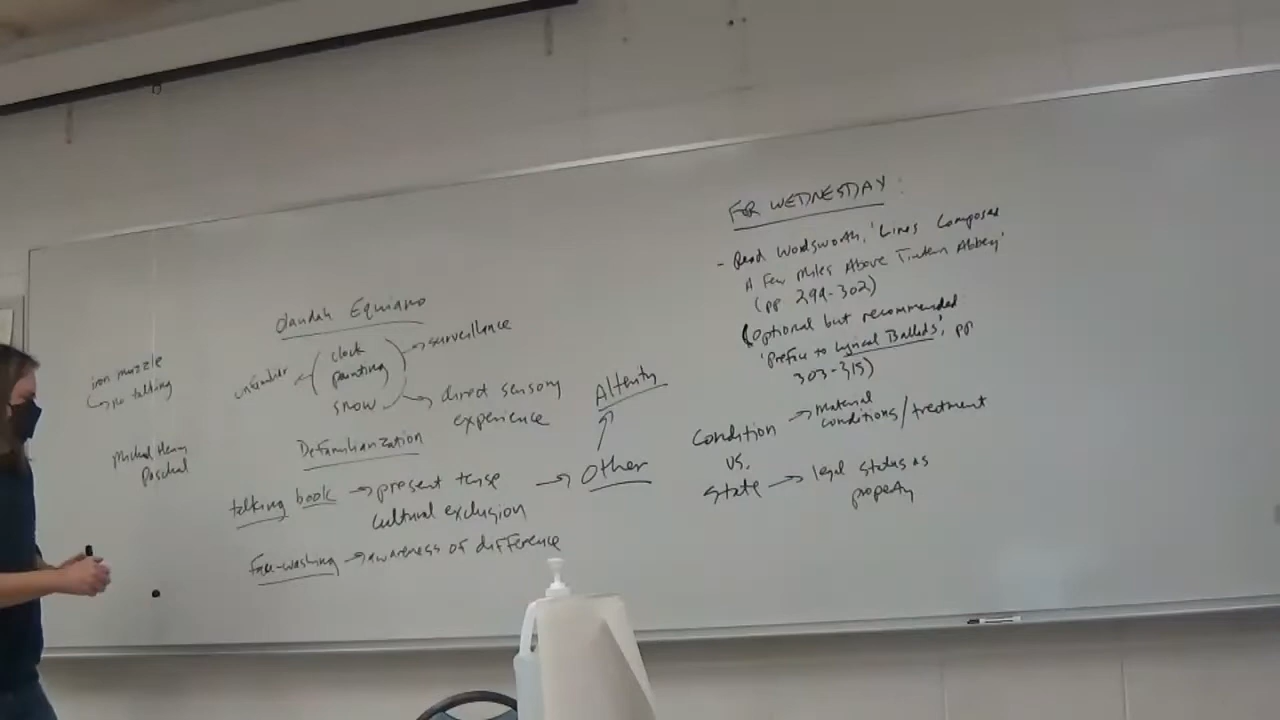 iron muzzle
no talking
Michael Henry
Paschal
Olaudah Equiano
unfamiliar
clock
painting
snow
surveillance
direct sensory
experience
Defamiliarization
talking book → present tense
cultural exclusion
→ Other
Alterity
Face-washing → awareness of difference
FOR WEDNESDAY:
- Read Wordsworth, 'Lines Composed
A Few Miles Above Tintern Abbey'
(pp 299-302)
(optional but recommended
'Preface to Lyrical Ballads', pp
303-315)
Condition → Material
conditions/treatment
vs.
State → legal status as
property